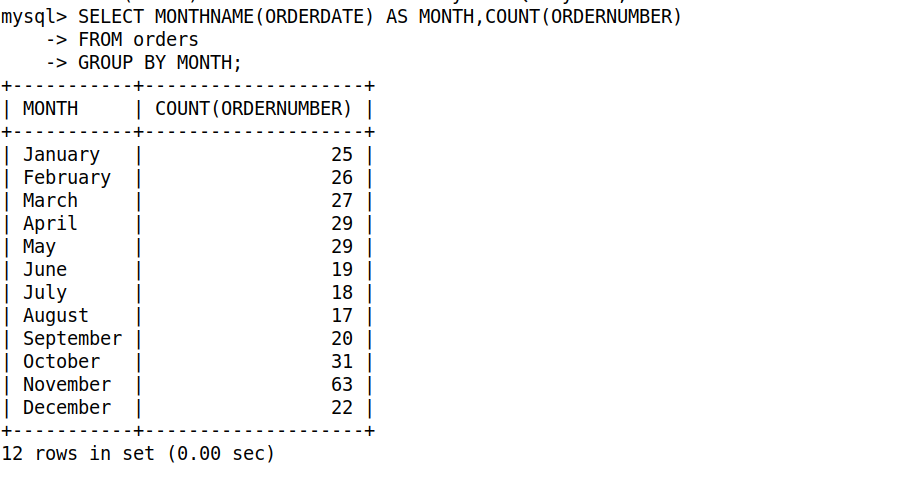 mysql> SELECT MONTHNAME(ORDERDATE) AS MONTH,COUNT(ORDERNUMBER)
    -> FROM orders
    -> GROUP BY MONTH;
+-----------+--------------------+
| MONTH     | COUNT(ORDERNUMBER) |
+-----------+--------------------+
| January   |                 25 |
| February  |                 26 |
| March     |                 27 |
| April     |                 29 |
| May       |                 29 |
| June      |                 19 |
| July      |                 18 |
| August    |                 17 |
| September |                 20 |
| October   |                 31 |
| November  |                 63 |
| December  |                 22 |
+-----------+--------------------+
12 rows in set (0.00 sec)